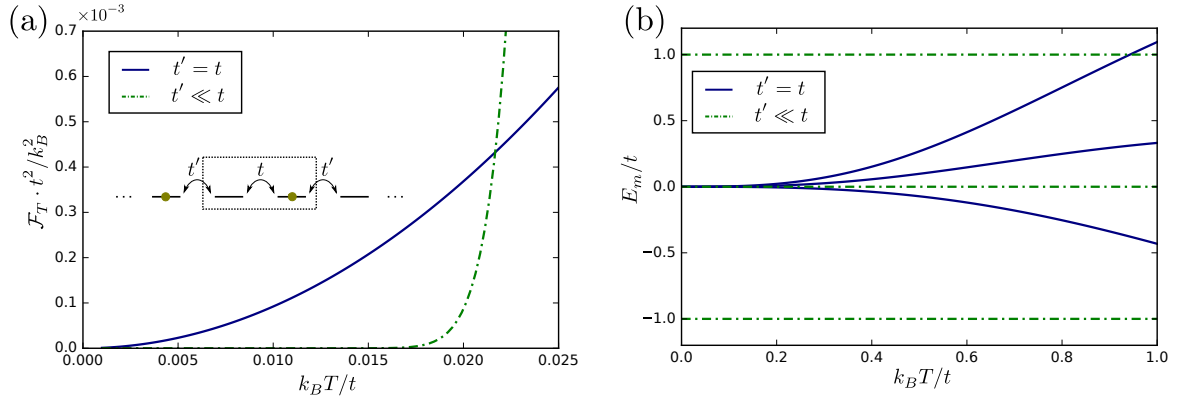 (a)
×10⁻³
0.7
0.6
0.5
0.4
0.3
0.2
0.1
0.0
ℱ_T · t²/k_B²
t′ = t
t′ ≪ t
t′ t t′
··· ···
0.000 0.005 0.010 0.015 0.020 0.025
k_BT/t
(b)
1.0
0.5
0.0
−0.5
−1.0
E_m/t
t′ = t
t′ ≪ t
0.0 0.2 0.4 0.6 0.8 1.0
k_BT/t